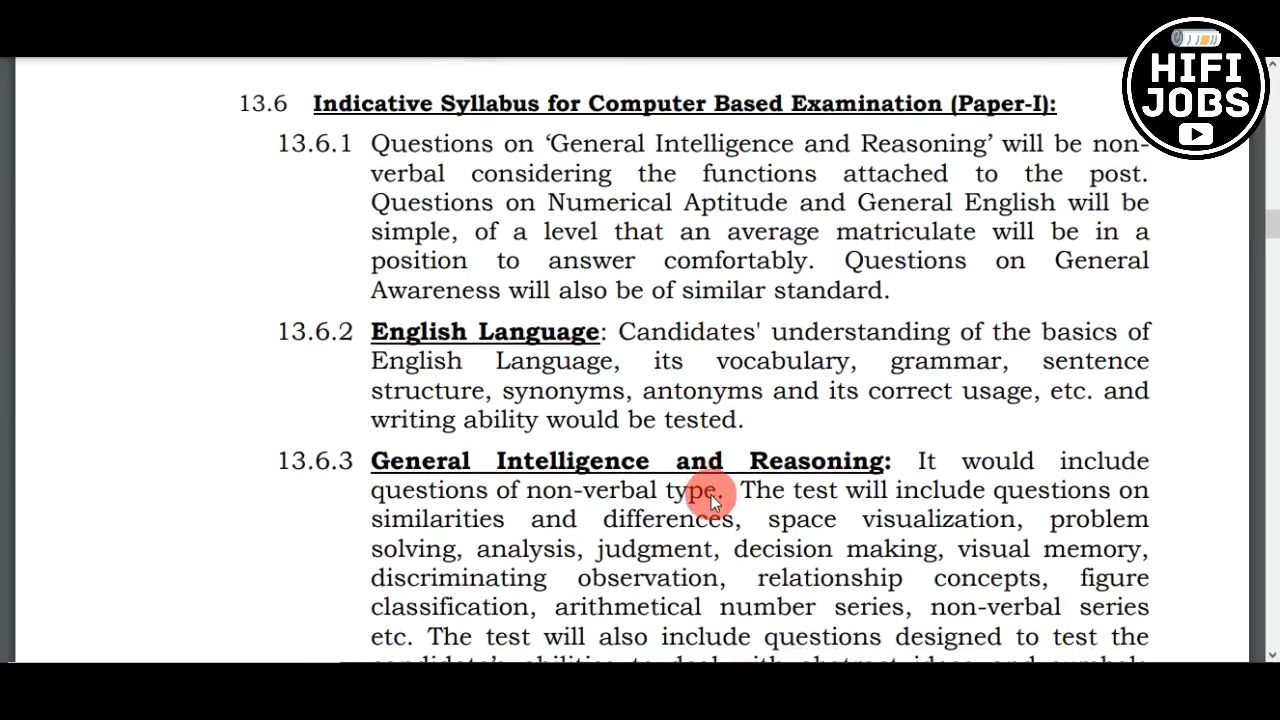 HIFI
JOBS
13.6 Indicative Syllabus for Computer Based Examination (Paper-I):
13.6.1 Questions on ‘General Intelligence and Reasoning’ will be non-
verbal considering the functions attached to the post.
Questions on Numerical Aptitude and General English will be
simple, of a level that an average matriculate will be in a
position to answer comfortably. Questions on General
Awareness will also be of similar standard.
13.6.2 English Language: Candidates' understanding of the basics of
English Language, its vocabulary, grammar, sentence
structure, synonyms, antonyms and its correct usage, etc. and
writing ability would be tested.
13.6.3 General Intelligence and Reasoning: It would include
questions of non-verbal type. The test will include questions on
similarities and differences, space visualization, problem
solving, analysis, judgment, decision making, visual memory,
discriminating observation, relationship concepts, figure
classification, arithmetical number series, non-verbal series
etc. The test will also include questions designed to test the